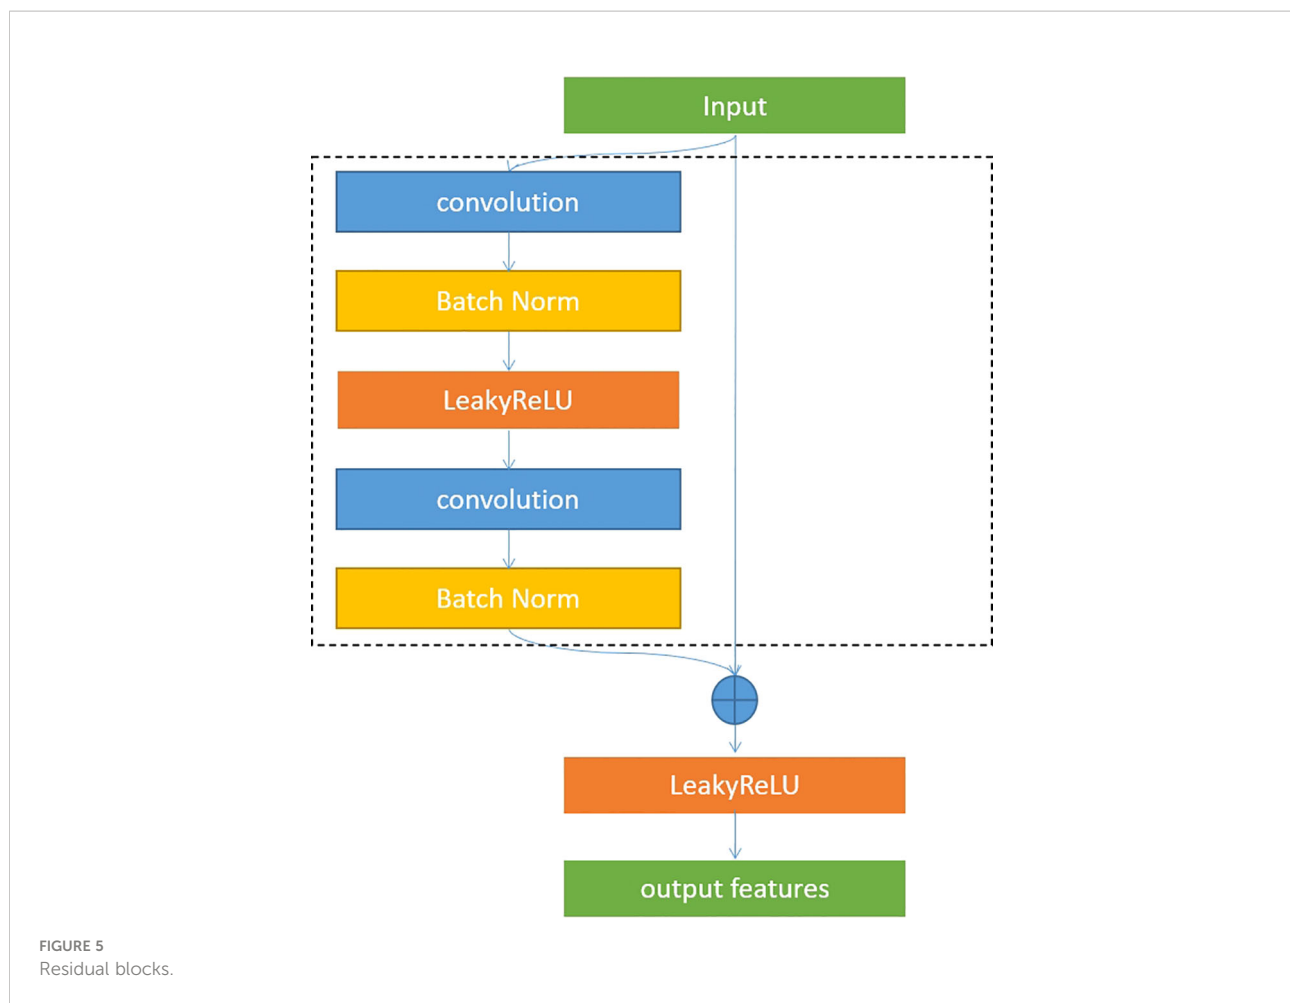 Input
convolution
Batch Norm
LeakyReLU
convolution
Batch Norm
LeakyReLU
output features
FIGURE 5
Residual blocks.